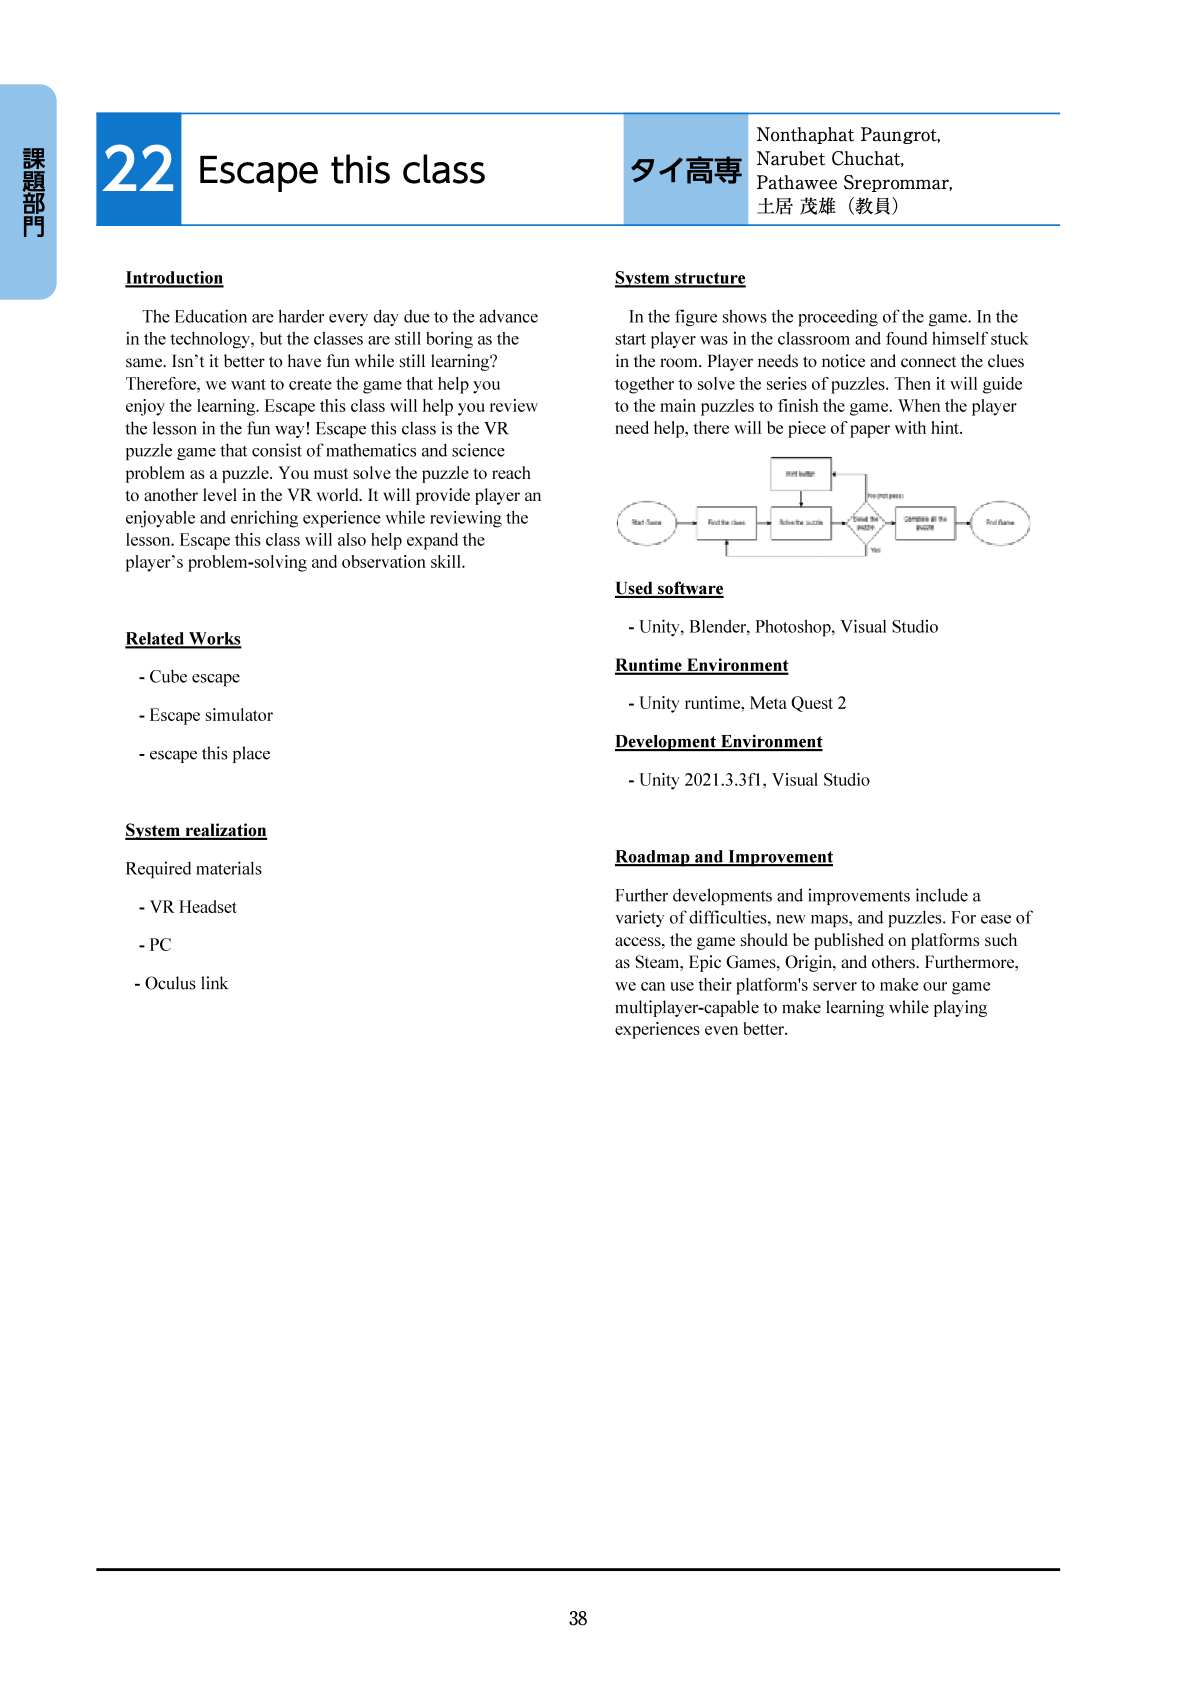 課題部門
22
Escape this class
タイ高専
Nonthaphat Paungrot,
Narubet Chuchat,
Pathawee Sreprommar,
土居 茂雄（教員）
Introduction
The Education are harder every day due to the advance
in the technology, but the classes are still boring as the
same. Isn’t it better to have fun while still learning?
Therefore, we want to create the game that help you
enjoy the learning. Escape this class will help you review
the lesson in the fun way! Escape this class is the VR
puzzle game that consist of mathematics and science
problem as a puzzle. You must solve the puzzle to reach
to another level in the VR world. It will provide player an
enjoyable and enriching experience while reviewing the
lesson. Escape this class will also help expand the
player’s problem-solving and observation skill.
Related Works
- Cube escape
- Escape simulator
- escape this place
System realization
Required materials
- VR Headset
- PC
- Oculus link
System structure
In the figure shows the proceeding of the game. In the
start player was in the classroom and found himself stuck
in the room. Player needs to notice and connect the clues
together to solve the series of puzzles. Then it will guide
to the main puzzles to finish the game. When the player
need help, there will be piece of paper with hint.
Hint button
No (not pass)
Start Game
Find the clues
Solve the puzzle
Solve the
puzzle
Complete all the
puzzle
End Game
Yes
Used software
- Unity, Blender, Photoshop, Visual Studio
Runtime Environment
- Unity runtime, Meta Quest 2
Development Environment
- Unity 2021.3.3f1, Visual Studio
Roadmap and Improvement
Further developments and improvements include a
variety of difficulties, new maps, and puzzles. For ease of
access, the game should be published on platforms such
as Steam, Epic Games, Origin, and others. Furthermore,
we can use their platform's server to make our game
multiplayer-capable to make learning while playing
experiences even better.
38